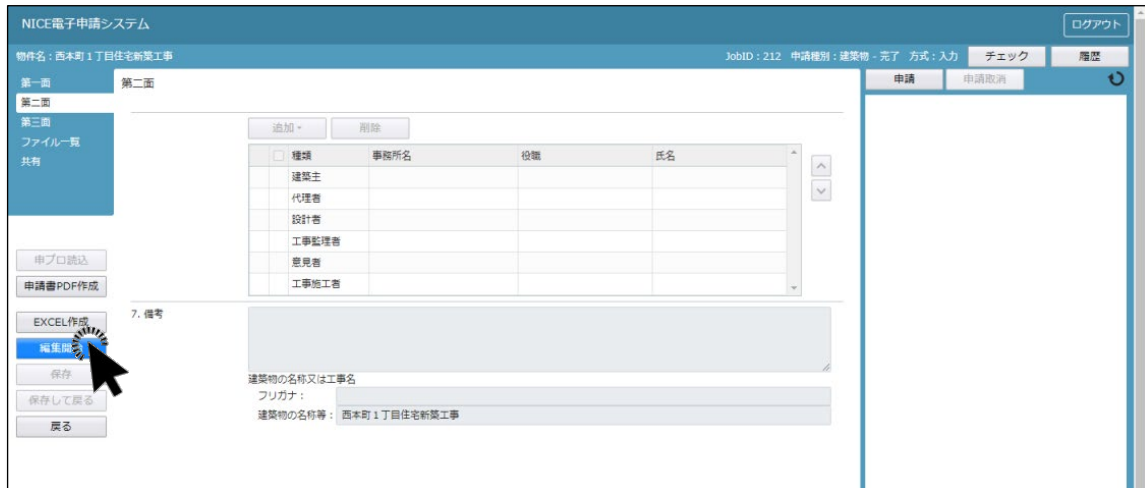 NICE電子申請システム
ログアウト
物件名：西本町１丁目住宅新築工事
JobID：212 申請種別：建築物 - 完了 方式：入力
チェック
履歴
第一面
第二面
第三面
ファイル一覧
共有
第二面
申請
申請取消
追加
削除
種類 事務所名 役職 氏名
建築主
代理者
設計者
工事監理者
意見者
工事施工者
申プロ読込
申請書PDF作成
EXCEL作成
編集開
保存
保存して戻る
戻る
7. 備考
建築物の名称又は工事名
フリガナ：
建築物の名称等： 西本町１丁目住宅新築工事